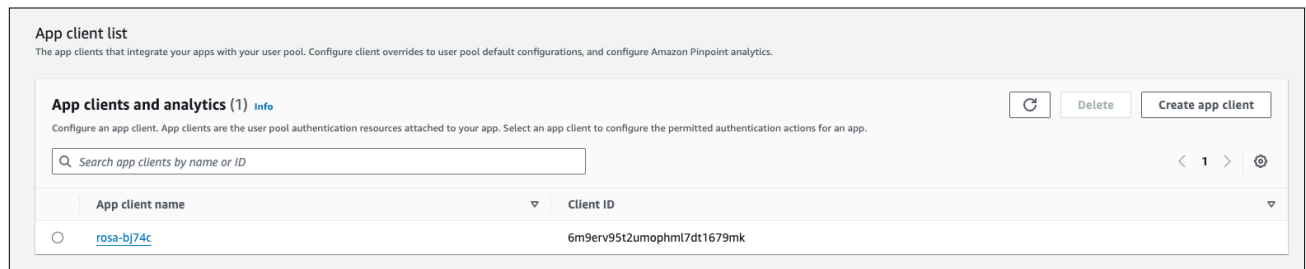 App client list
The app clients that integrate your apps with your user pool. Configure client overrides to user pool default configurations, and configure Amazon Pinpoint analytics.
App clients and analytics (1) Info
Delete
Create app client
Configure an app client. App clients are the user pool authentication resources attached to your app. Select an app client to configure the permitted authentication actions for an app.
Search app clients by name or ID
1
App client name
Client ID
rosa-bj74c
6m9erv95t2umophml7dt1679mk